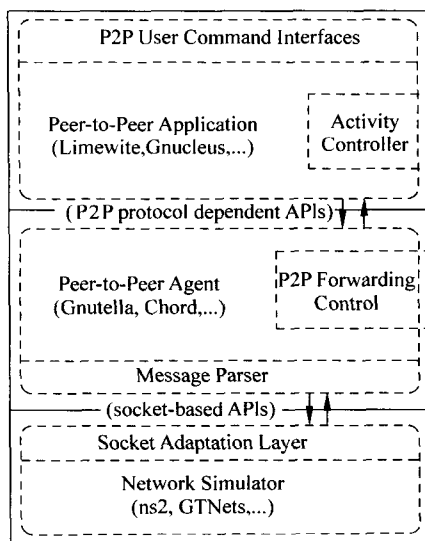 P2P User Command Interfaces
Peer-to-Peer Application
(Limewite,Gnucleus,...)
Activity
Controller
(P2P protocol dependent APIs)
Peer-to-Peer Agent
(Gnutella, Chord,...)
P2P Forwarding
Control
Message Parser
(socket-based APIs)
Socket Adaptation Layer
Network Simulator
(ns2, GTNets,...)